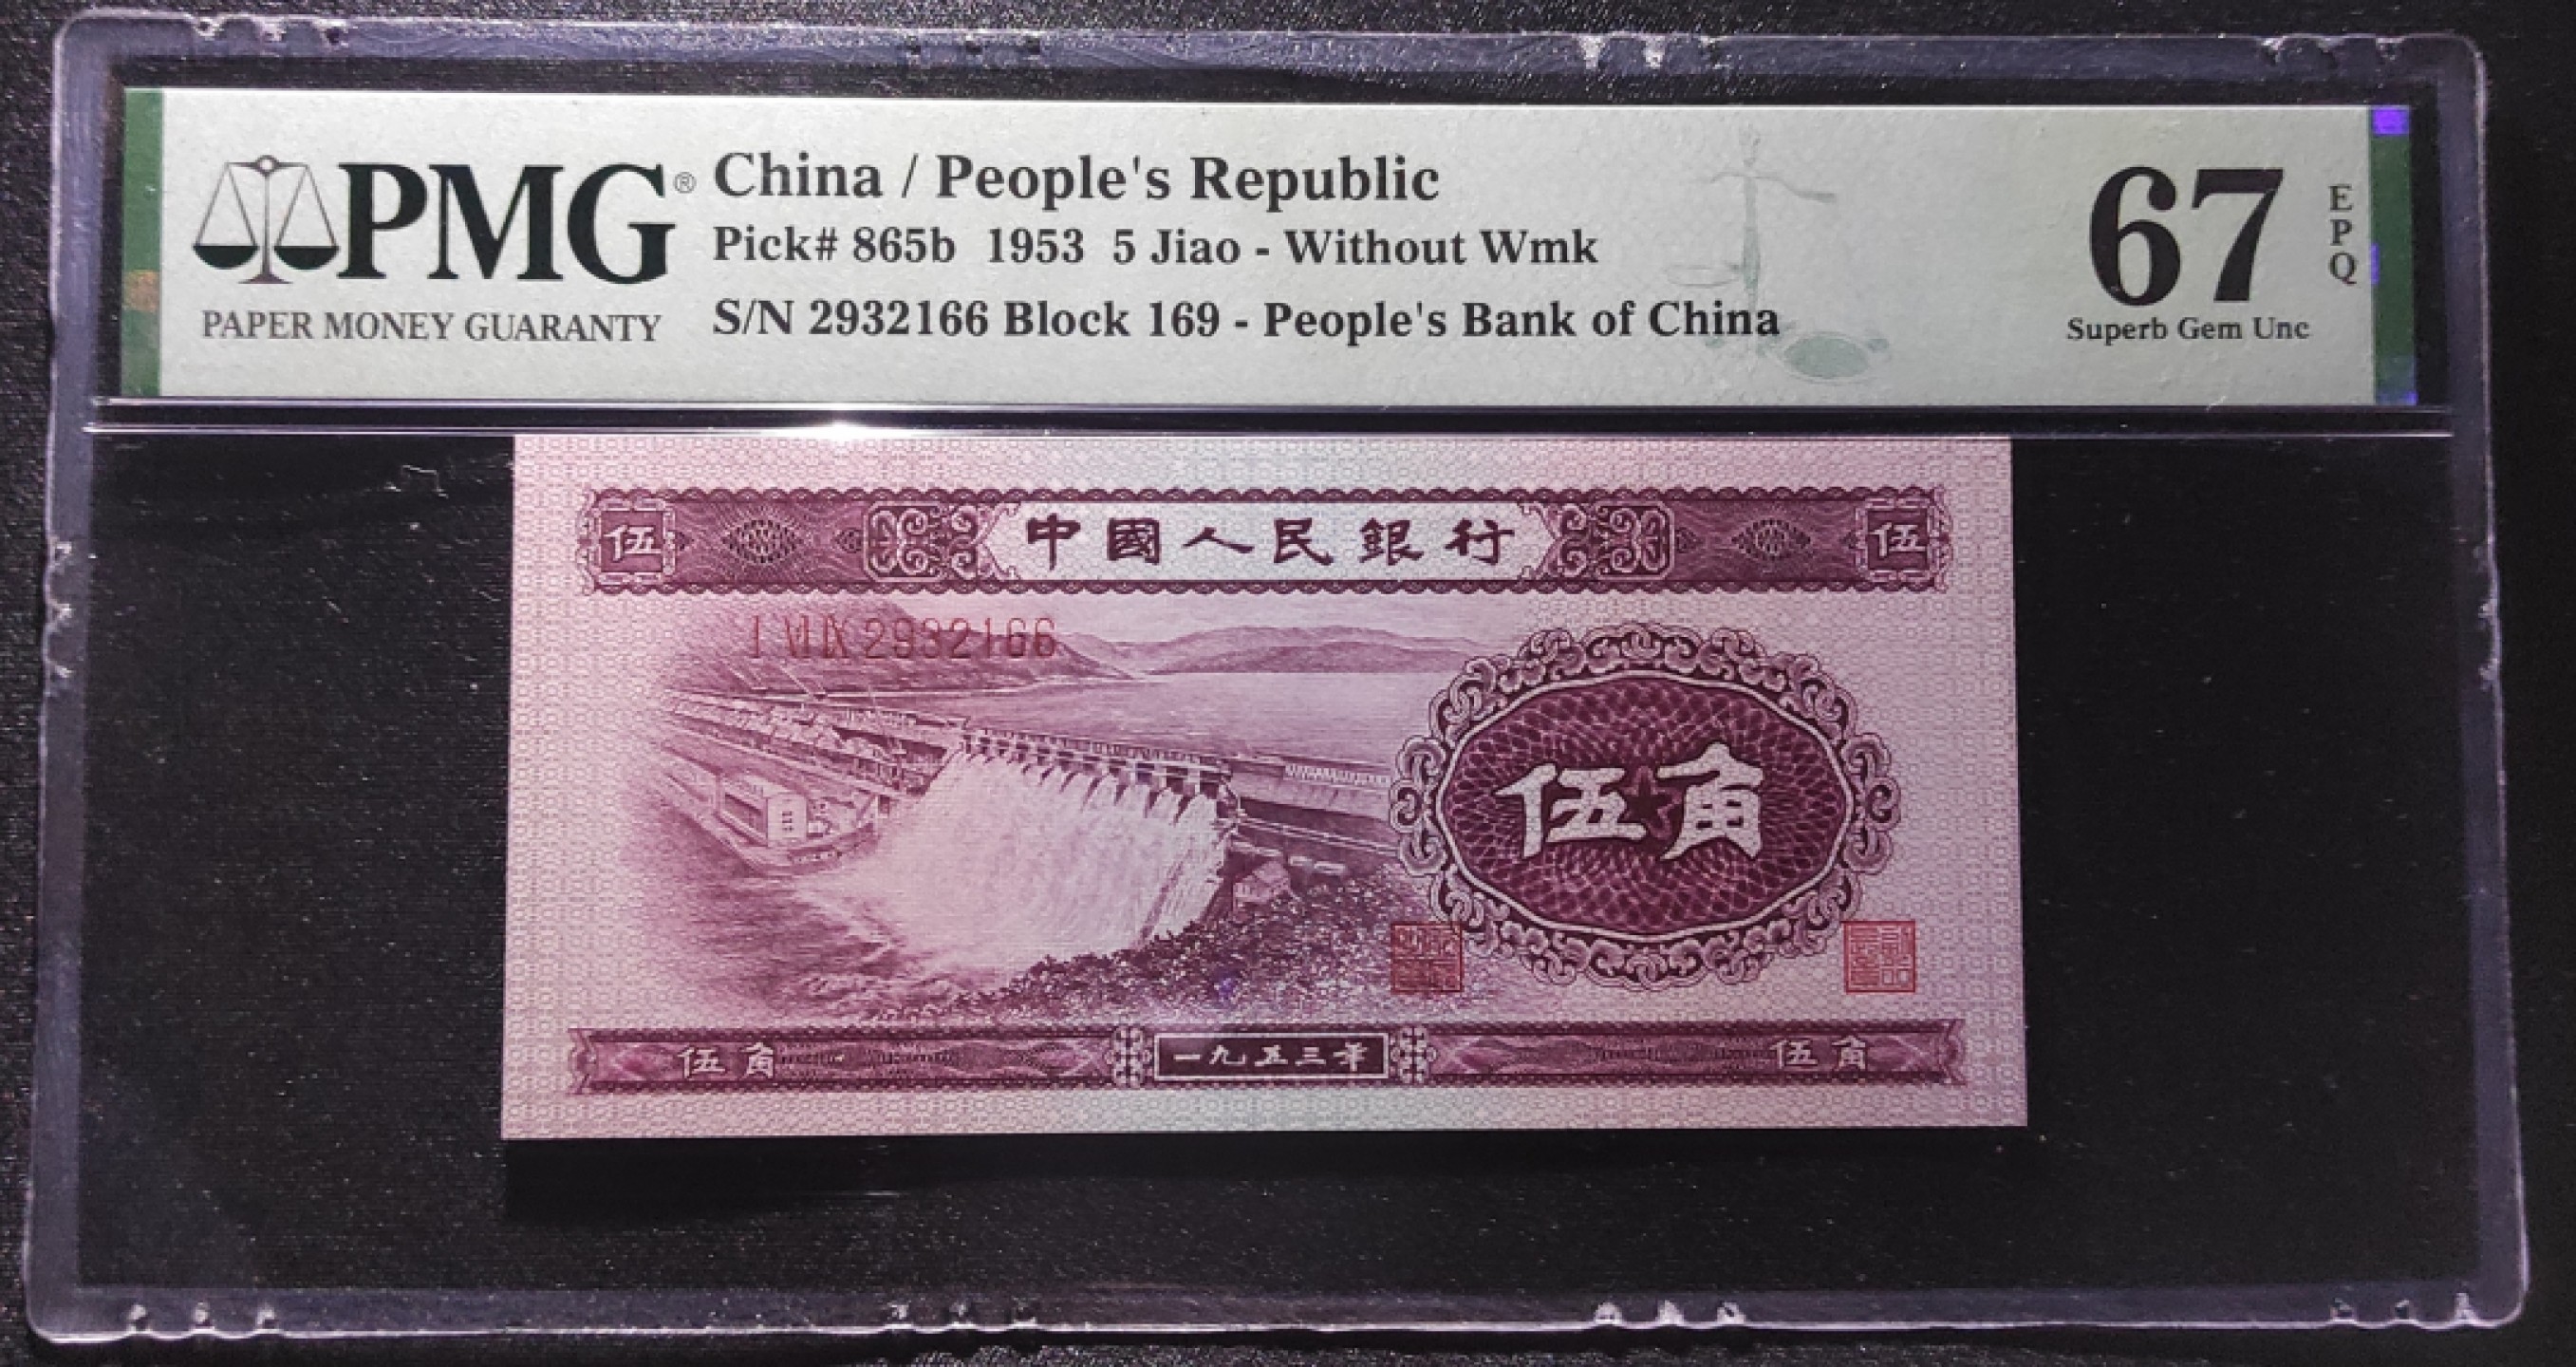 PMG®
PAPER MONEY GUARANTY
China / People's Republic
Pick# 865b 1953 5 Jiao - Without Wmk
S/N 2932166 Block 169 - People's Bank of China
67
EPQ
Superb Gem Unc
伍 中國人民銀行 伍
I VI IX 2932166
伍角
伍角 一九五三年 伍角